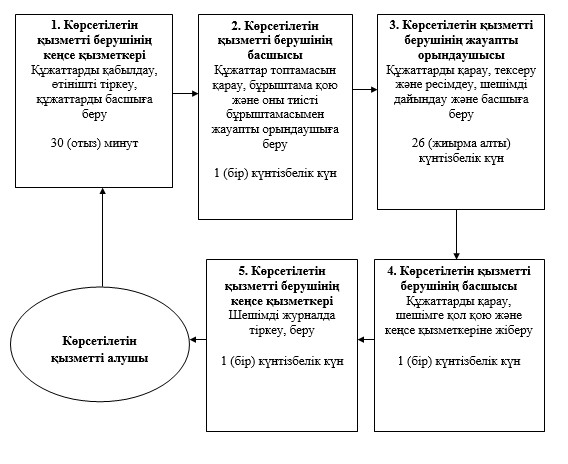 1. Көрсетілетін
қызметті берушінің
кеңсе қызметкері
Құжаттарды қабылдау,
өтінішті тіркеу,
құжаттарды басшыға
беру
30 (отыз) минут
2. Көрсетілетін
қызметті берушінің
басшысы
Құжаттар топтамасын
қарау, бұрыштама қою
және оны тиісті
бұрыштамасымен
жауапты орындаушыға
беру
1 (бір) күнтізбелік күн
3. Көрсетілетін қызметті
берушінің жауапты
орындаушысы
Құжаттарды қарау, тексеру
және ресімдеу, шешімді
дайындау және басшыға
беру
26 (жиырма алты)
күнтізбелік күн
4. Көрсетілетін қызметті
берушінің басшысы
Құжаттарды қарау,
шешімге қол қою және
кеңсе қызметкеріне жіберу
1 (бір) күнтізбелік күн
5. Көрсетілетін
қызметті берушінің
кеңсе қызметкері
Шешімді журналда
тіркеу, беру
1 (бір) күнтізбелік күн
Көрсетілетін
қызметті алушы